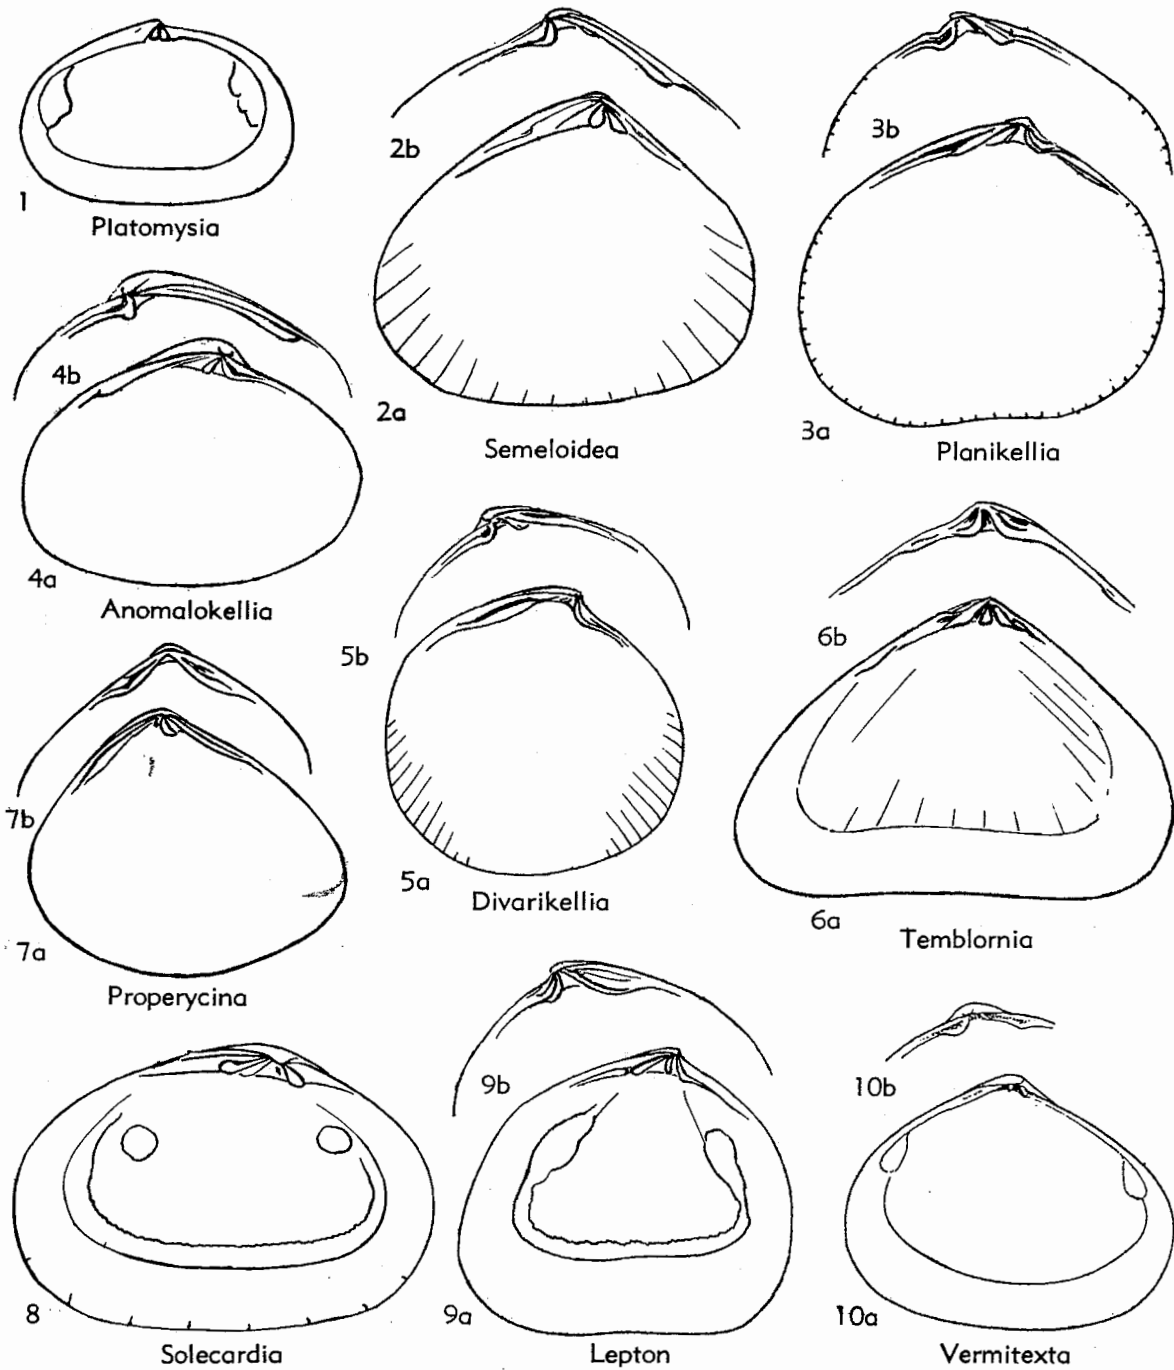 1
Platomysia
2b
2a
Semeloidea
3b
3a
Planikellia
4b
4a
Anomalokellia
5b
5a
Divarikellia
6b
6a
Temblornia
7b
7a
Properycina
8
Solecardia
9b
9a
Lepton
10b
10a
Vermitexta